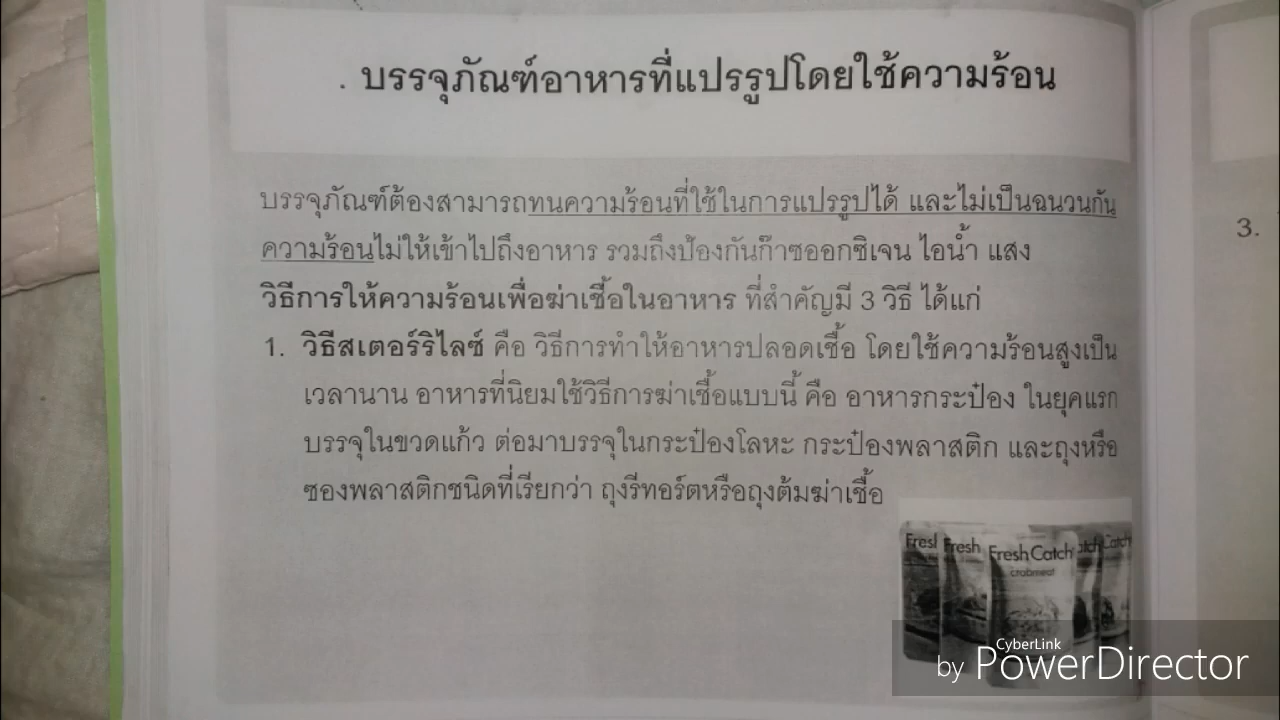 . บรรจุภัณฑ์อาหารที่แปรรูปโดยใช้ความร้อน
บรรจุภัณฑ์ต้องสามารถทนความร้อนที่ใช้ในการแปรรูปได้ และไม่เป็นฉนวนกัน
ความร้อนไม่ให้เข้าไปถึงอาหาร รวมถึงป้องกันก๊าซออกซิเจน ไอน้ำ แสง
วิธีการให้ความร้อนเพื่อฆ่าเชื้อในอาหาร ที่สำคัญมี 3 วิธี ได้แก่
1. วิธีสเตอร์ริไลซ์ คือ วิธีการทำให้อาหารปลอดเชื้อ โดยใช้ความร้อนสูงเป็น
เวลานาน อาหารที่นิยมใช้วิธีการฆ่าเชื้อแบบนี้ คือ อาหารกระป๋อง ในยุคแรก
บรรจุในขวดแก้ว ต่อมาบรรจุในกระป๋องโลหะ กระป๋องพลาสติก และถุงหรือ
ซองพลาสติกชนิดที่เรียกว่า ถุงรีทอร์ตหรือถุงต้มฆ่าเชื้อ
3.
Fresh Fresh Catch Catch
crabmeat
CyberLink
by PowerDirector